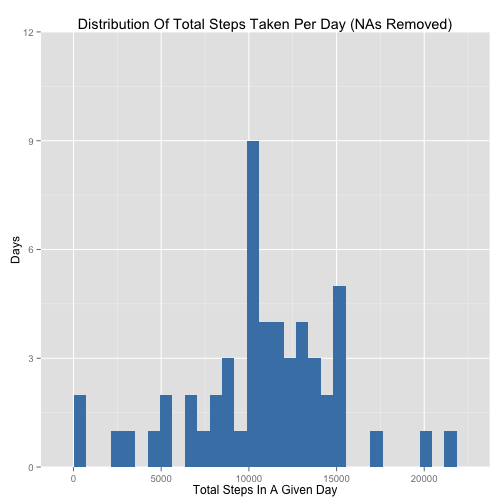 Distribution Of Total Steps Taken Per Day (NAs Removed)
12
9
6
3
0
Days
0 5000 10000 15000 20000
Total Steps In A Given Day